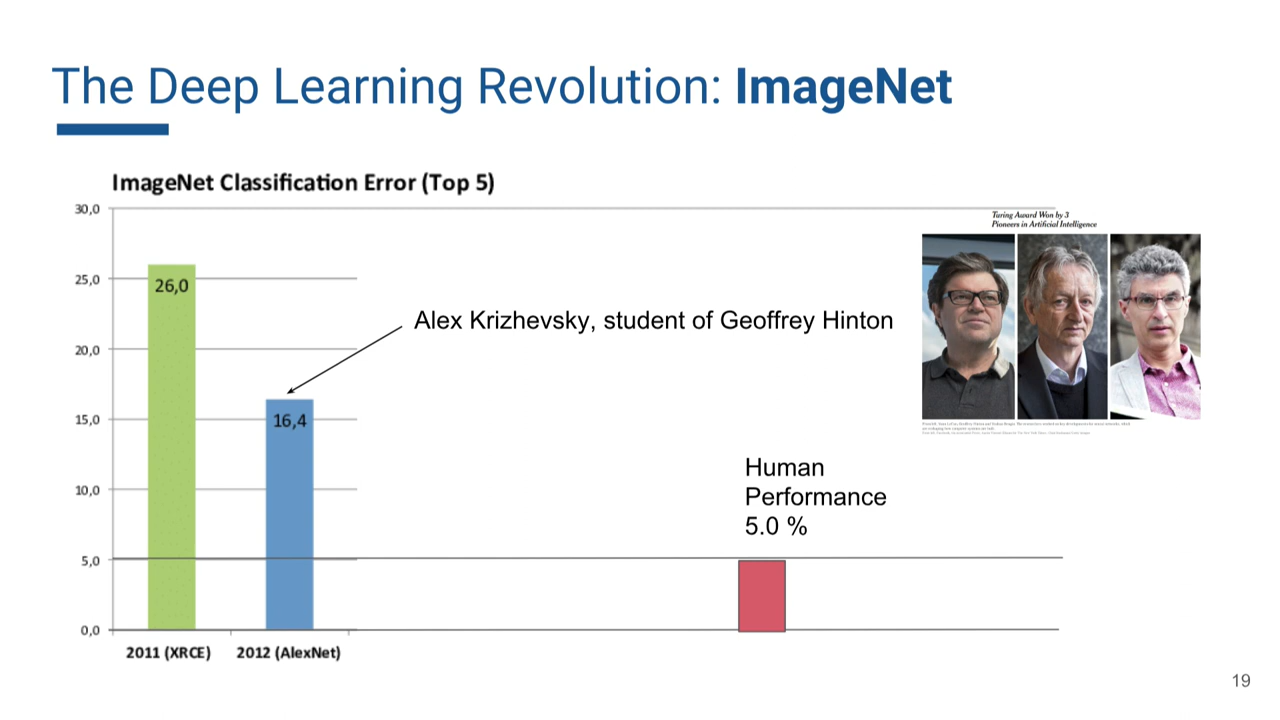 The Deep Learning Revolution: ImageNet
ImageNet Classification Error (Top 5)
30,0
25,0
20,0
15,0
10,0
5,0
0,0
26,0
16,4
2011 (XRCE)
2012 (AlexNet)
Alex Krizhevsky, student of Geoffrey Hinton
Turing Award Won by 3
Pioneers in Artificial Intelligence
Human
Performance
5.0 %
19